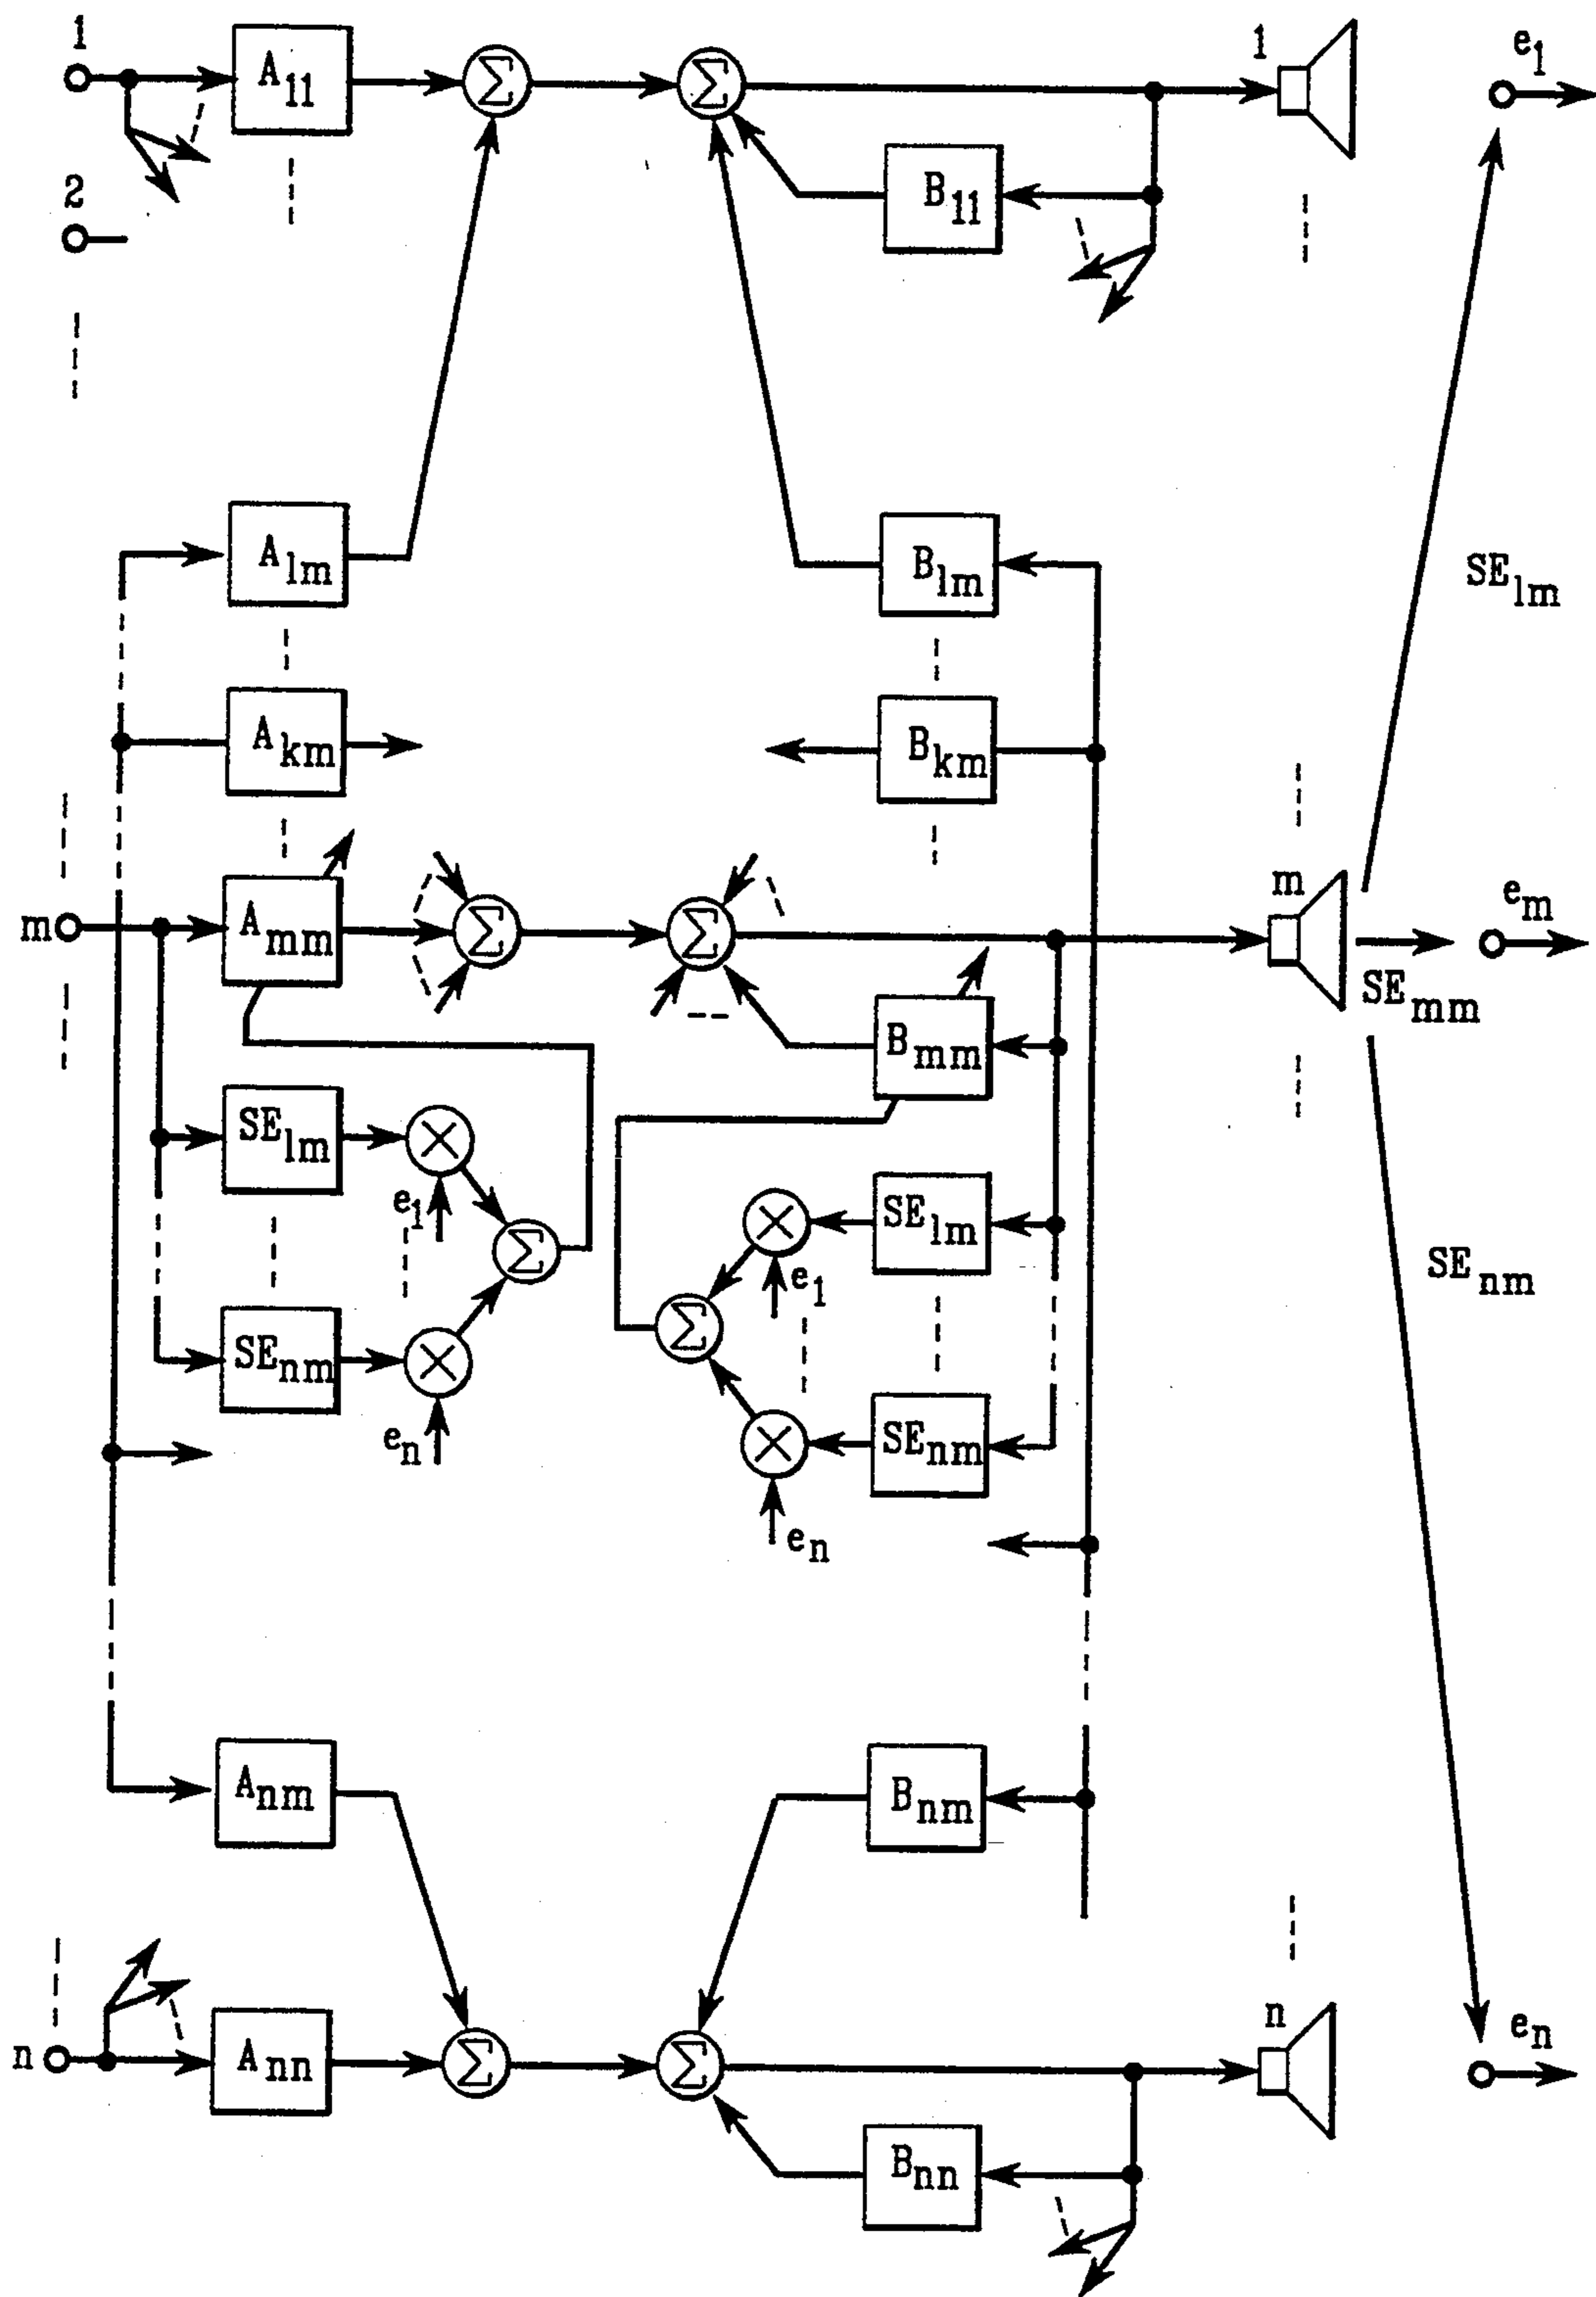 1
A11
Σ
Σ
1
e1
2
B11
Alm
Blm
SElm
Akm
Bkm
m
Amm
Σ
Σ
m
em
SEmm
Bmm
SElm
×
e1
Σ
SElm
×
e1
SEnm
SEnm
×
en
Σ
SEnm
×
en
Anm
Bnm
n
Ann
Σ
Σ
n
en
Bnn